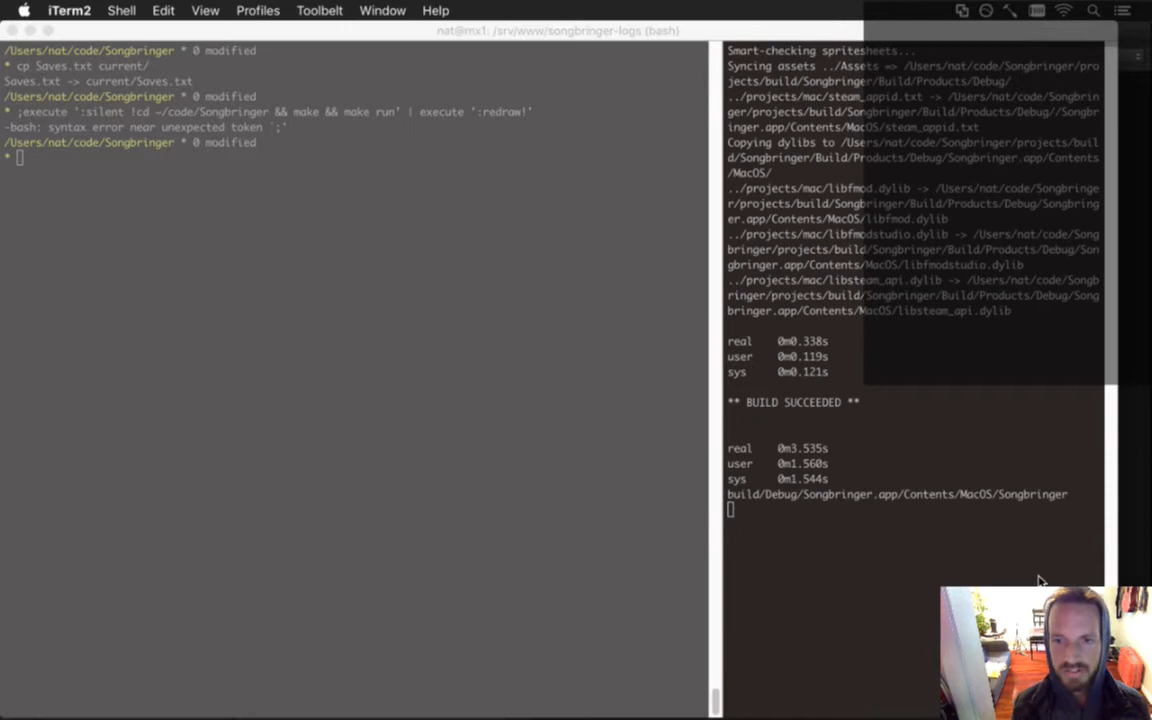 iTerm2 Shell Edit View Profiles Toolbelt Window Help
nat@mx1: /srv/www/songbringer-logs (bash)
/Users/nat/code/Songbringer * 0 modified
* cp Saves.txt current/
Saves.txt -> current/Saves.txt
/Users/nat/code/Songbringer * 0 modified
* ;execute ':silent !cd ~/code/Songbringer && make && make run' | execute ':redraw!'
-bash: syntax error near unexpected token `;'
/Users/nat/code/Songbringer * 0 modified
*
Smart-checking spritesheets...
Syncing assets ../Assets => /Users/nat/code/Songbringer/pro
jects/build/Songbringer/Build/Products/Debug/
../projects/mac/steam_appid.txt -> /Users/nat/code/Songbrin
ger/projects/build/Songbringer/Build/Products/Debug//Songbr
inger.app/Contents/MacOS/steam_appid.txt
Copying dylibs to /Users/nat/code/Songbringer/projects/buil
d/Songbringer/Build/Products/Debug/Songbringer.app/Contents
/MacOS/
../projects/mac/libfmod.dylib -> /Users/nat/code/Songbringe
r/projects/build/Songbringer/Build/Products/Debug/Songbring
er.app/Contents/MacOS/libfmod.dylib
../projects/mac/libfmodstudio.dylib -> /Users/nat/code/Song
bringer/projects/build/Songbringer/Build/Products/Debug/Son
gbringer.app/Contents/MacOS/libfmodstudio.dylib
../projects/mac/libsteam_api.dylib -> /Users/nat/code/Songb
ringer/projects/build/Songbringer/Build/Products/Debug/Song
bringer.app/Contents/MacOS/libsteam_api.dylib
real 0m0.338s
user 0m0.119s
sys 0m0.121s
** BUILD SUCCEEDED **
real 0m3.535s
user 0m1.560s
sys 0m1.544s
build/Debug/Songbringer.app/Contents/MacOS/Songbringer